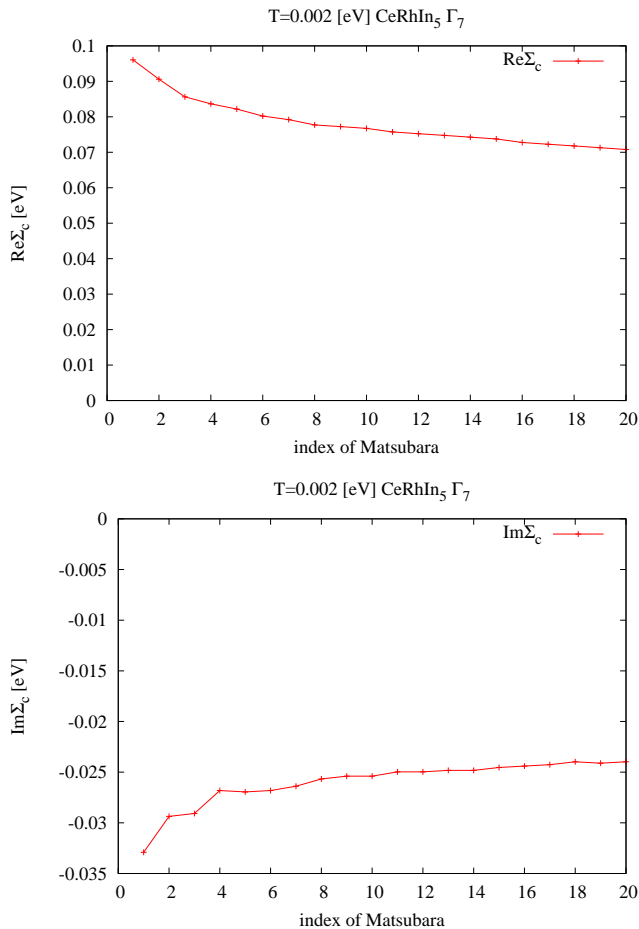 T=0.002 [eV] CeRhIn5 Γ7
ReΣc
0.1
0.09
0.08
0.07
0.06
0.05
0.04
0.03
0.02
0.01
0
ReΣc [eV]
0 2 4 6 8 10 12 14 16 18 20
index of Matsubara
T=0.002 [eV] CeRhIn5 Γ7
ImΣc
0
-0.005
-0.01
-0.015
-0.02
-0.025
-0.03
-0.035
ImΣc [eV]
0 2 4 6 8 10 12 14 16 18 20
index of Matsubara